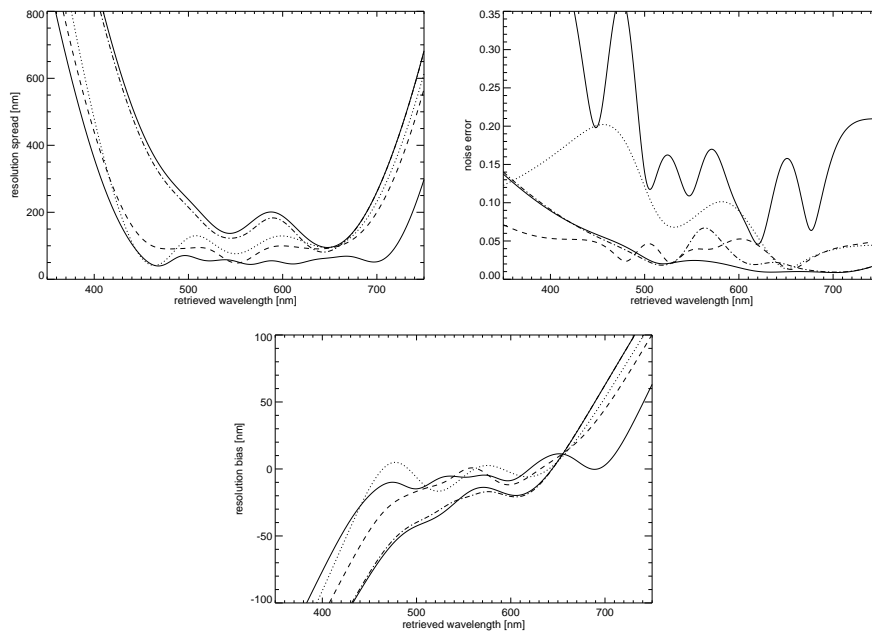 800
600
400
200
0
resolution spread [nm]
400 500 600 700
retrieved wavelength [nm]
0.35
0.30
0.25
0.20
0.15
0.10
0.05
0.00
noise error
400 500 600 700
retrieved wavelength [nm]
100
50
0
-50
-100
resolution bias [nm]
400 500 600 700
retrieved wavelength [nm]